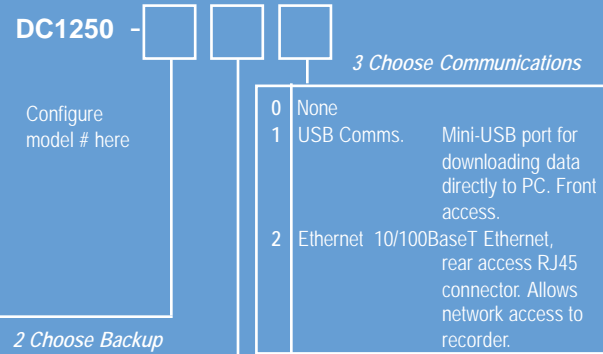 DC1250 -
3 Choose Communications
Configure
model # here
0 None
1 USB Comms. Mini-USB port for
downloading data
directly to PC. Front
access.
2 Ethernet 10/100BaseT Ethernet,
rear access RJ45
connector. Allows
network access to
recorder.
2 Choose Backup